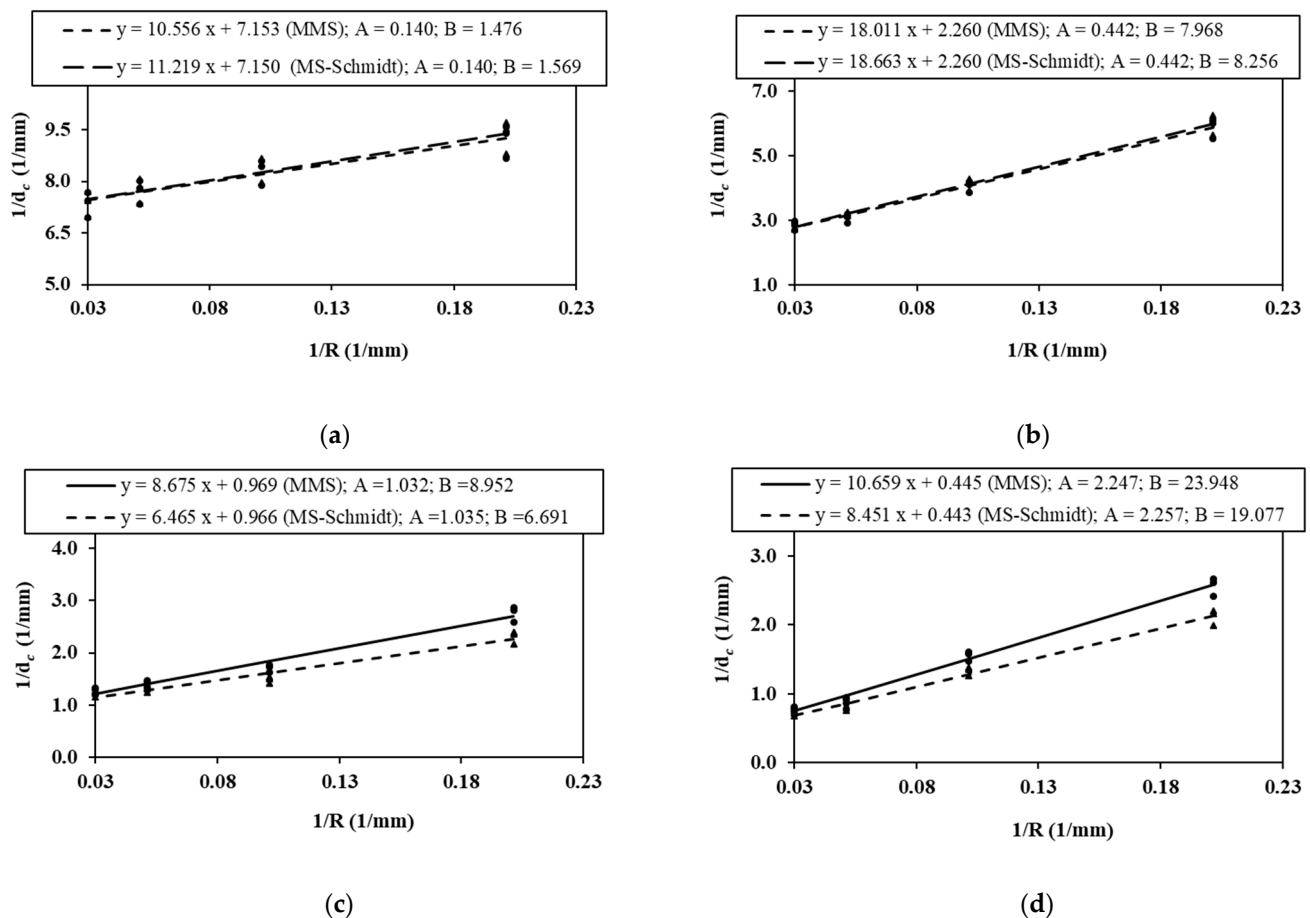 y = 10.556 x + 7.153 (MMS); A = 0.140; B = 1.476
y = 11.219 x + 7.150 (MS-Schmidt); A = 0.140; B = 1.569
9.5
8.0
6.5
5.0
1/dc (1/mm)
0.03 0.08 0.13 0.18 0.23
1/R (1/mm)
(a)
y = 18.011 x + 2.260 (MMS); A = 0.442; B = 7.968
y = 18.663 x + 2.260 (MS-Schmidt); A = 0.442; B = 8.256
7.0
5.0
3.0
1.0
1/dc (1/mm)
0.03 0.08 0.13 0.18 0.23
1/R (1/mm)
(b)
y = 8.675 x + 0.969 (MMS); A =1.032; B =8.952
y = 6.465 x + 0.966 (MS-Schmidt); A =1.035; B =6.691
4.0
3.0
2.0
1.0
0.0
1/dc (1/mm)
0.03 0.08 0.13 0.18 0.23
1/R (1/mm)
(c)
y = 10.659 x + 0.445 (MMS); A = 2.247; B = 23.948
y = 8.451 x + 0.443 (MS-Schmidt); A = 2.257; B = 19.077
3.0
2.0
1.0
0.0
1/dc (1/mm)
0.03 0.08 0.13 0.18 0.23
1/R (1/mm)
(d)